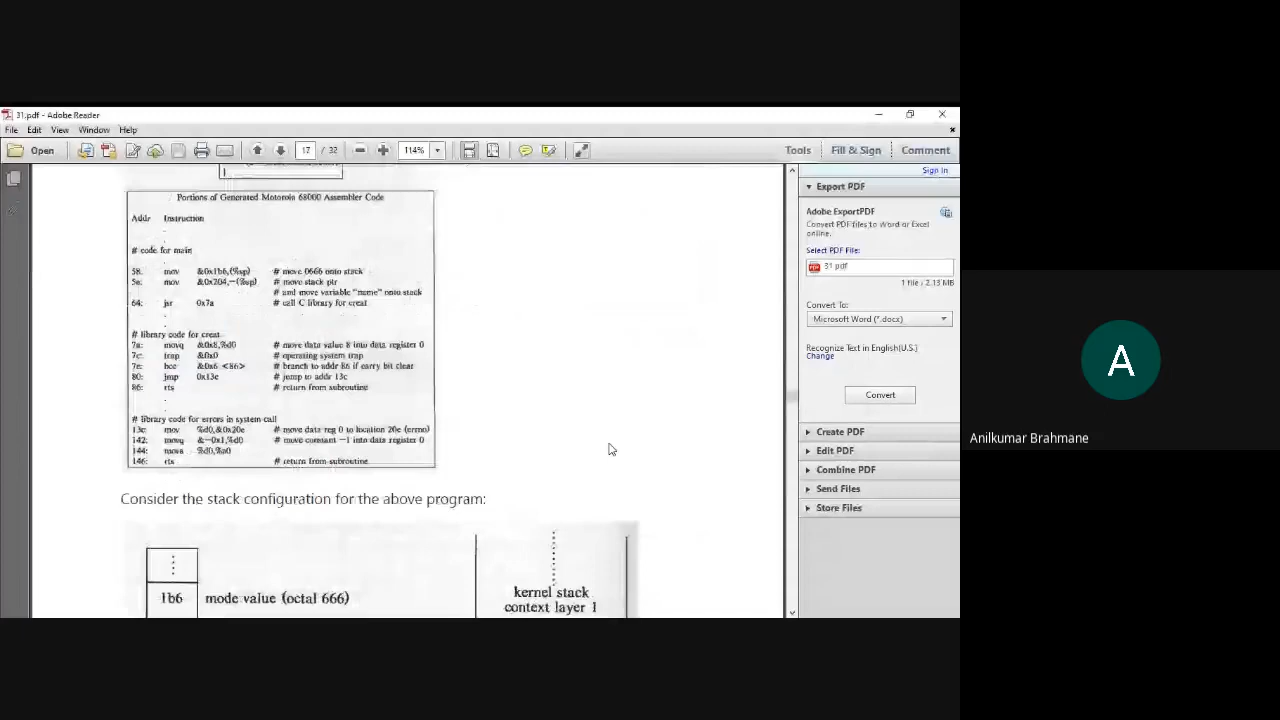 31.pdf - Adobe Reader
File Edit View Window Help
Open 17 / 32 114% Tools Fill & Sign Comment
Sign In
Export PDF
Adobe ExportPDF
Convert PDF files to Word or Excel online.
Select PDF File:
31.pdf
1 file / 2.13 MB
Convert To:
Microsoft Word (*.docx)
Recognize Text in English(U.S.)
Change
Convert
Create PDF
Edit PDF
Combine PDF
Send Files
Store Files
Portions of Generated Motorola 68000 Assembler Code
Addr Instruction
# code for main
58: mov &0x1b6,(%sp) # move 0666 onto stack
5e: mov &0x204,-(%sp) # move stack ptr
# and move variable "name" onto stack
64: jsr 0x7a # call C library for creat
# library code for creat
7a: movq &0x8,%d0 # move data value 8 into data register 0
7c: trap &0x0 # operating system trap
7e: bcc &0x6 <86> # branch to addr 86 if carry bit clear
80: jmp 0x13c # jump to addr 13c
86: rts # return from subroutine
# library code for errors in system call
13c: mov %d0,&0x20e # move data reg 0 to location 20e (errno)
142: movq &-0x1,%d0 # move constant -1 into data register 0
144: mova %d0,%a0
146: rts # return from subroutine
Consider the stack configuration for the above program:
1b6 mode value (octal 666)
kernel stack
context layer 1
A
Anilkumar Brahmane